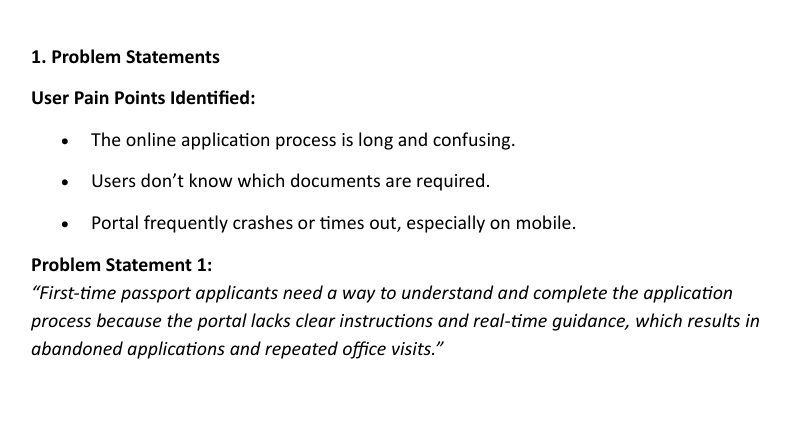 1. Problem Statements
User Pain Points Identified:
• The online application process is long and confusing.
• Users don’t know which documents are required.
• Portal frequently crashes or times out, especially on mobile.
Problem Statement 1:
“First-time passport applicants need a way to understand and complete the application
process because the portal lacks clear instructions and real-time guidance, which results in
abandoned applications and repeated office visits.”